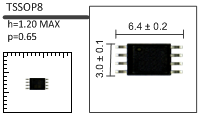 TSSOP8
h=1.20 MAX
p=0.65
6.4 ± 0.2
3.0 ± 0.1